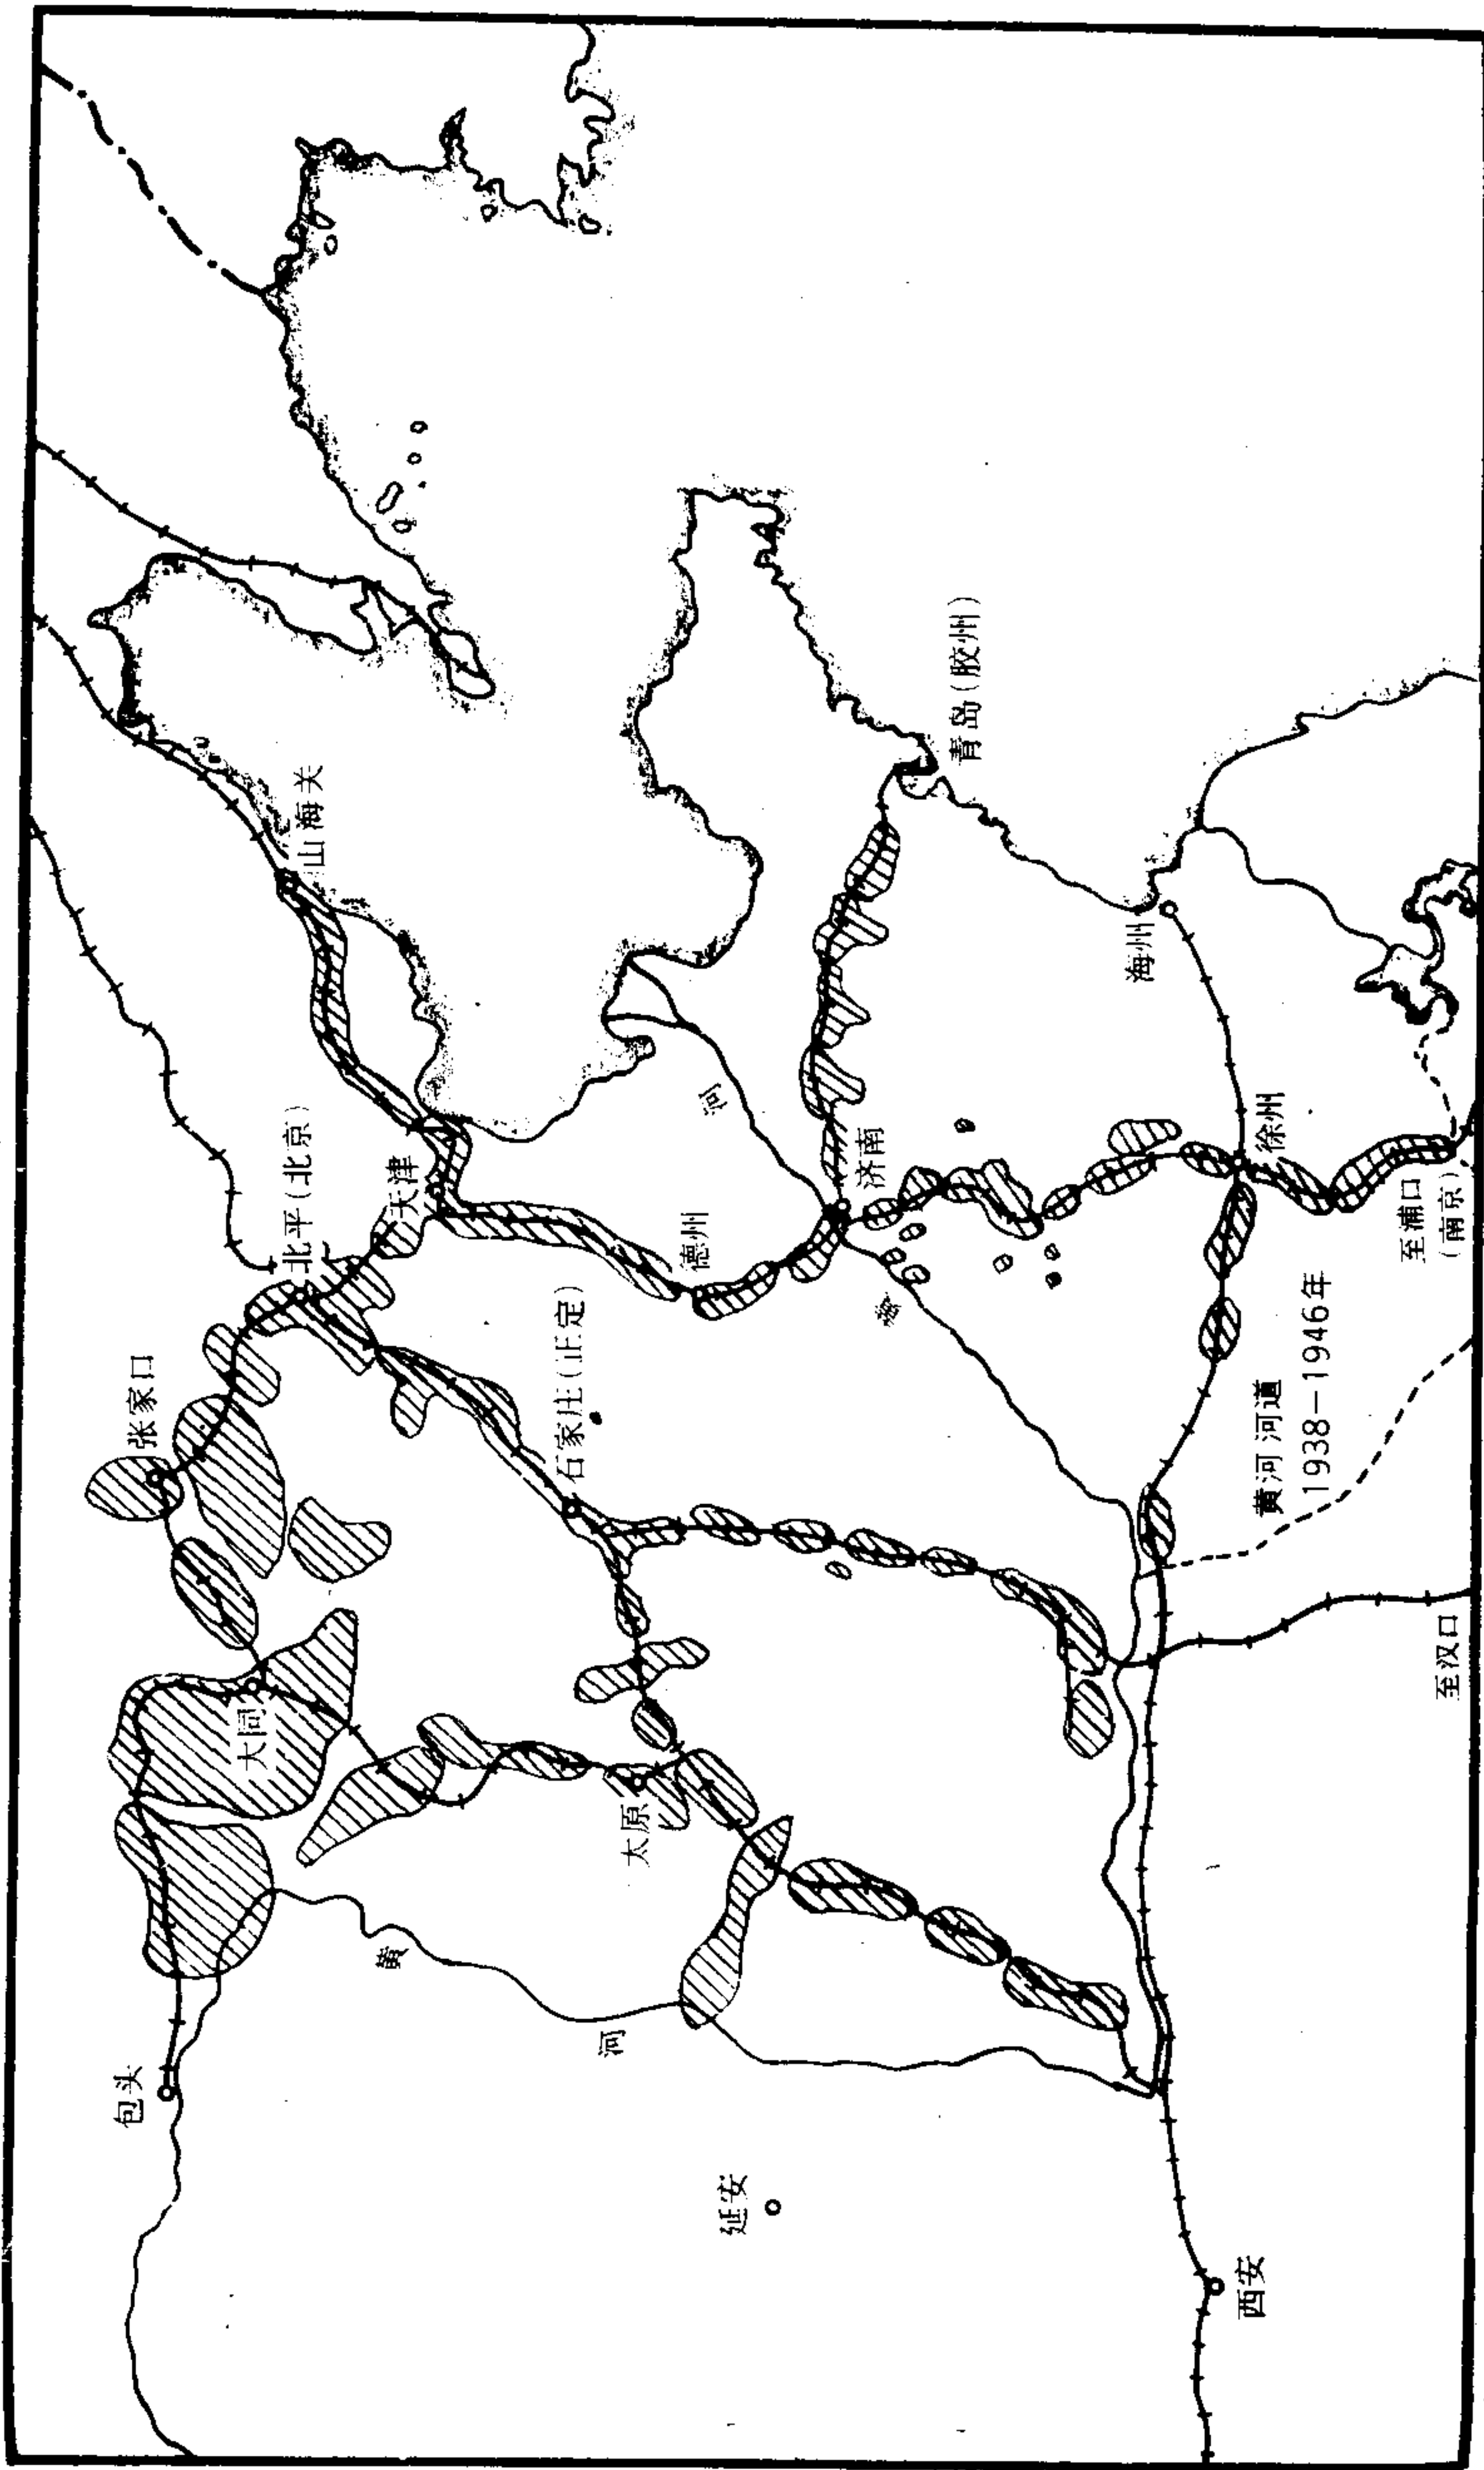 包头
大同
张家口
北平(北京)
天津
山海关
黄
河
太原
石家庄(正定)
德州
河
延安
济南
青岛(胶州)
西安
黄河河道
1938-1946年
海州
徐州
至汉口
至浦口
(南京)